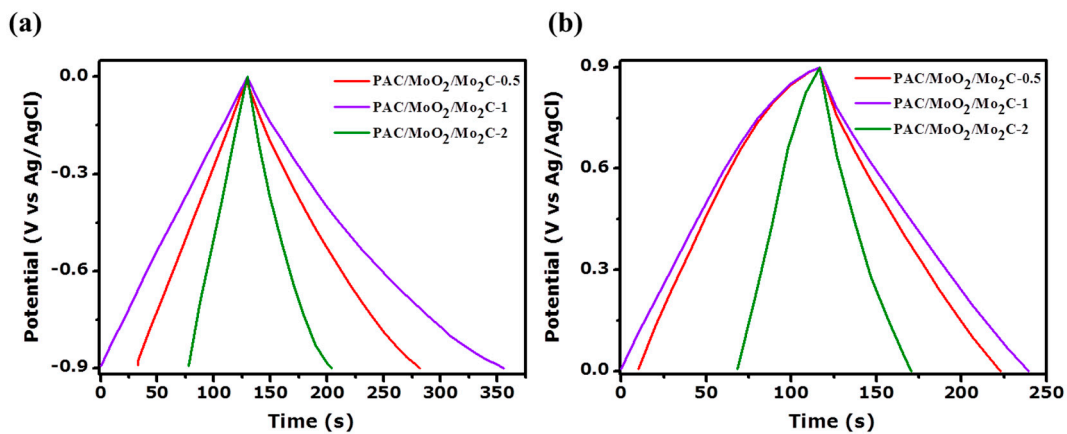 (a)
Potential (V vs Ag/AgCl)
0.0
-0.3
-0.6
-0.9
PAC/MoO₂/Mo₂C-0.5
PAC/MoO₂/Mo₂C-1
PAC/MoO₂/Mo₂C-2
0 50 100 150 200 250 300 350
Time (s)
(b)
Potential (V vs Ag/AgCl)
0.9
0.6
0.3
0.0
PAC/MoO₂/Mo₂C-0.5
PAC/MoO₂/Mo₂C-1
PAC/MoO₂/Mo₂C-2
0 50 100 150 200 250
Time (s)